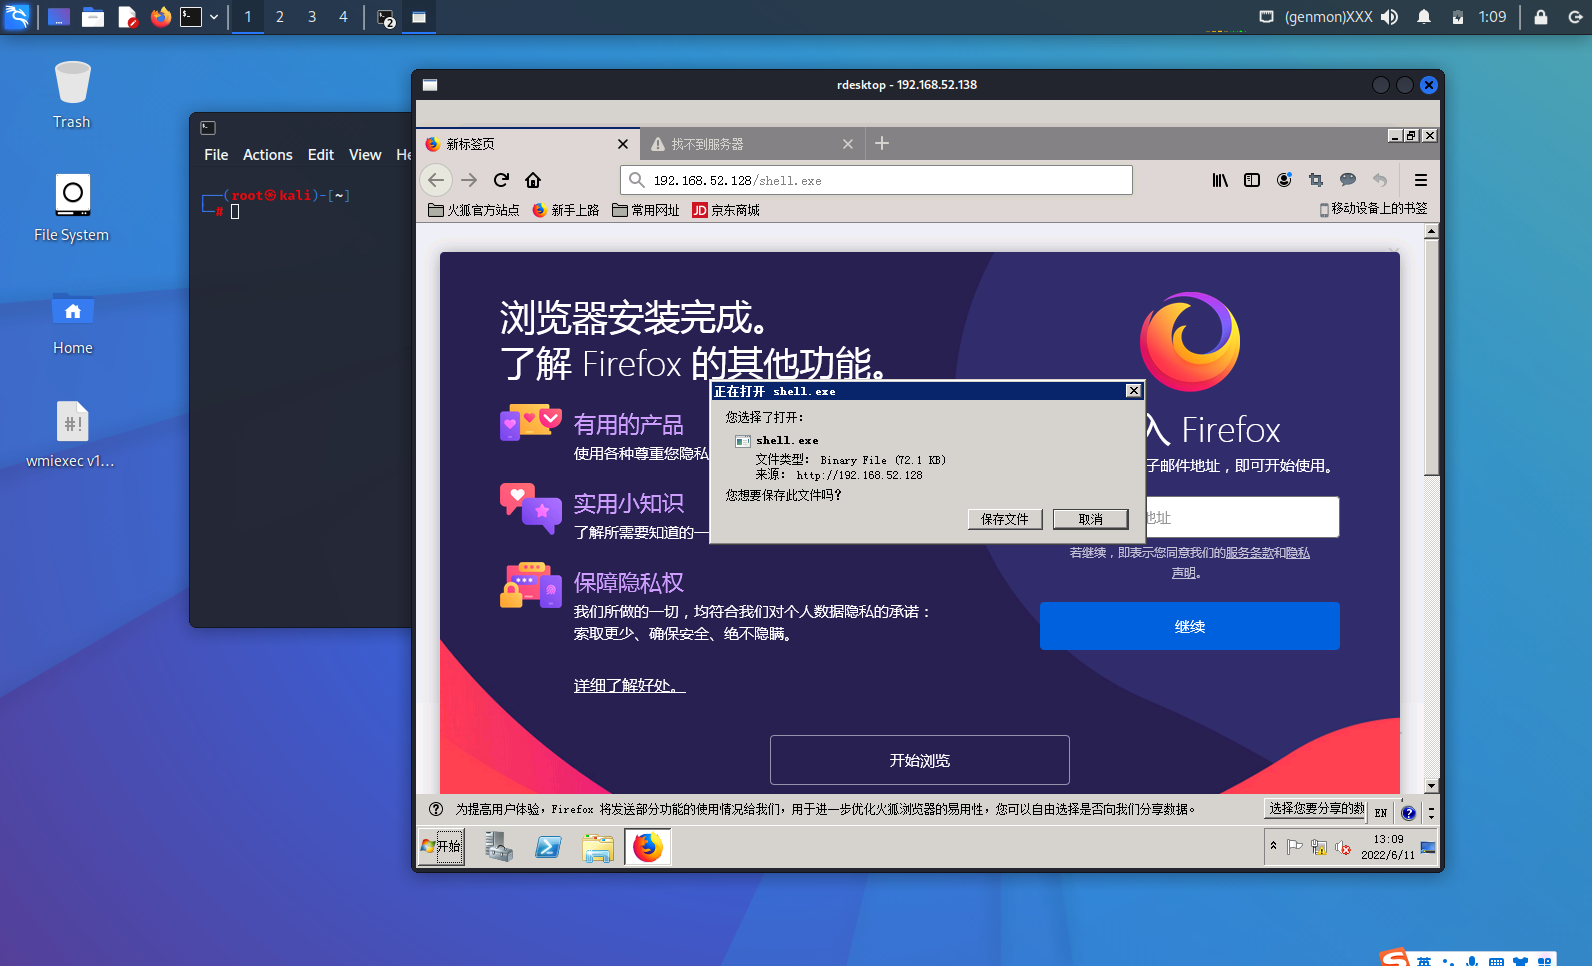 1 2 3 4 2 (genmon)XXX 1:09
Trash
File System
Home
wmiexec v1...
File Actions Edit View He
(root㉿kali)-[~]
#
rdesktop - 192.168.52.138
新标签页
找不到服务器
192.168.52.128/shell.exe
火狐官方站点 新手上路 常用网址 JD 京东商城 移动设备上的书签
浏览器安装完成。
了解 Firefox 的其他功能。
有用的产品
使用各种尊重您隐私
实用小知识
了解所需要知道的一
保障隐私权
我们所做的一切，均符合我们对个人数据隐私的承诺：
索取更少、确保安全、绝不隐瞒。
详细了解好处。
入 Firefox
子邮件地址，即可开始使用。
地址
若继续，即表示您同意我们的服务条款和隐私
声明。
继续
开始浏览
正在打开 shell.exe
您选择了打开：
shell.exe
文件类型： Binary File (72.1 KB)
来源： http://192.168.52.128
您想要保存此文件吗？
保存文件 取消
为提高用户体验，Firefox 将发送部分功能的使用情况给我们，用于进一步优化火狐浏览器的易用性，您可以自由选择是否向我们分享数据。 选择您要分享的数
EN
开始
13:09
2022/6/11
英